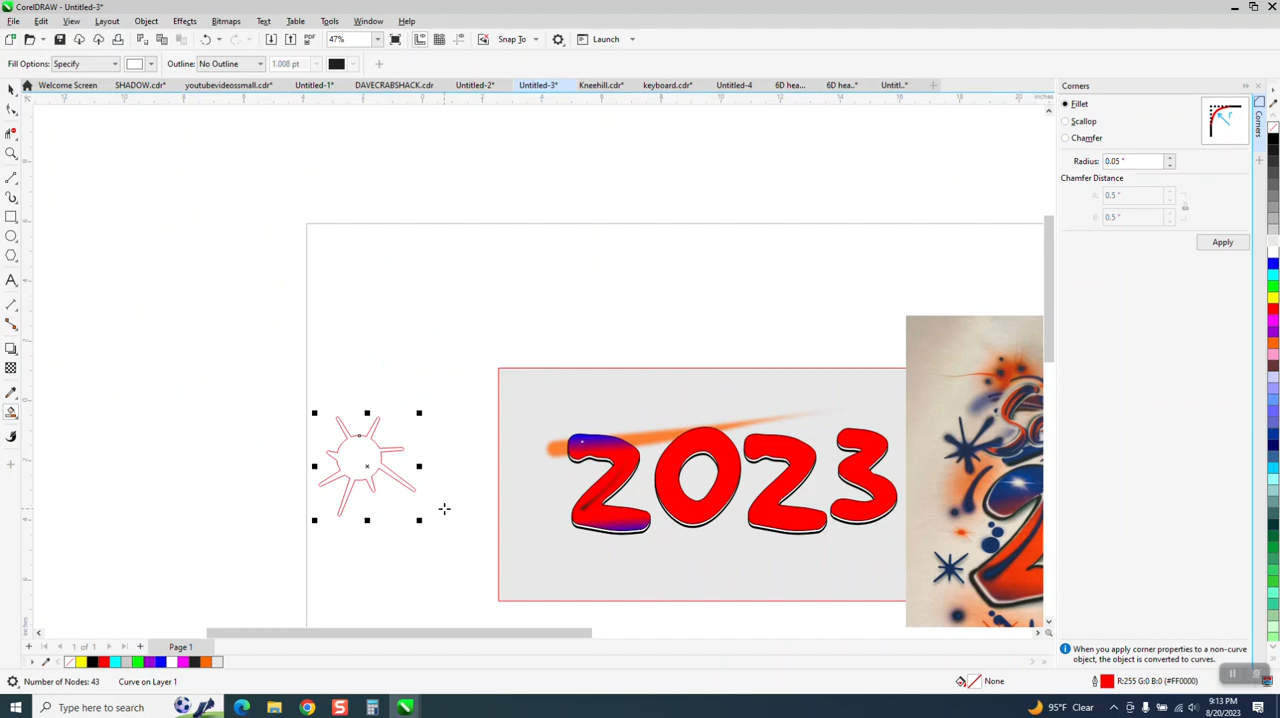 CorelDRAW - Untitled-3*
File Edit View Layout Object Effects Bitmaps Text Table Tools Window Help
PDF 47% Snap To Launch
Fill Options: Specify Outline: No Outline 1.008 pt
Welcome Screen SHADOW.cdr* youtubevideossmall.cdr* Untitled-1* DAVECRABSHACK.cdr Untitled-2* Untitled-3* Kneehill.cdr* keyboard.cdr* Untitled-4 6D hea... 6D hea...* Untitl..*
Corners
Fillet
Scallop
Chamfer
Radius: 0.05 "
Chamfer Distance
A: 0.5 "
B: 0.5 "
Apply
Corners
inches
2023
inches
1 of 1 Page 1
When you apply corner properties to a non-curve
object, the object is converted to curves.
Number of Nodes: 43 Curve on Layer 1 None R:255 G:0 B:0 (#FF0000)
Type here to search 95°F Clear 9:13 PM
8/20/2023